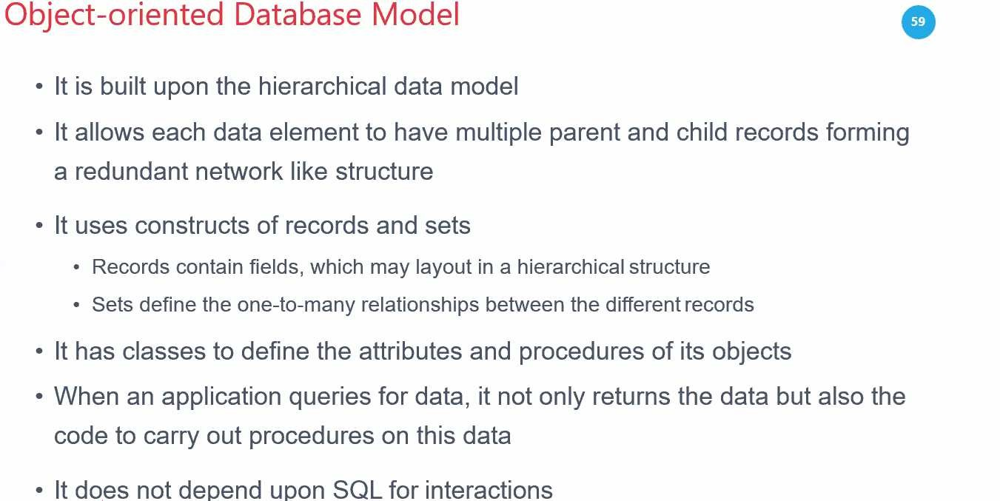 Object-oriented Database Model
59
• It is built upon the hierarchical data model
• It allows each data element to have multiple parent and child records forming
a redundant network like structure
• It uses constructs of records and sets
• Records contain fields, which may layout in a hierarchical structure
• Sets define the one-to-many relationships between the different records
• It has classes to define the attributes and procedures of its objects
• When an application queries for data, it not only returns the data but also the
code to carry out procedures on this data
• It does not depend upon SQL for interactions